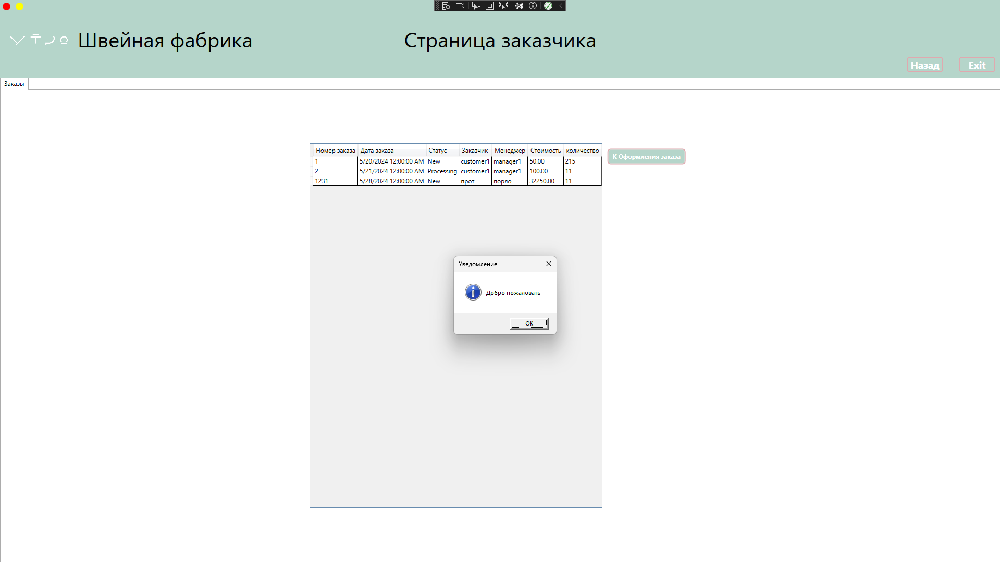 Швейная фабрика
Страница заказчика
Назад
Exit
Заказы
Номер заказа Дата заказа Статус Заказчик Менеджер Стоимость количество
1 5/20/2024 12:00:00 AM New customer1 manager1 50.00 215
2 5/21/2024 12:00:00 AM Processing customer1 manager1 100.00 11
1231 5/28/2024 12:00:00 AM New прот порло 32250.00 11
К Оформления заказа
Уведомление
Добро пожаловать
OK